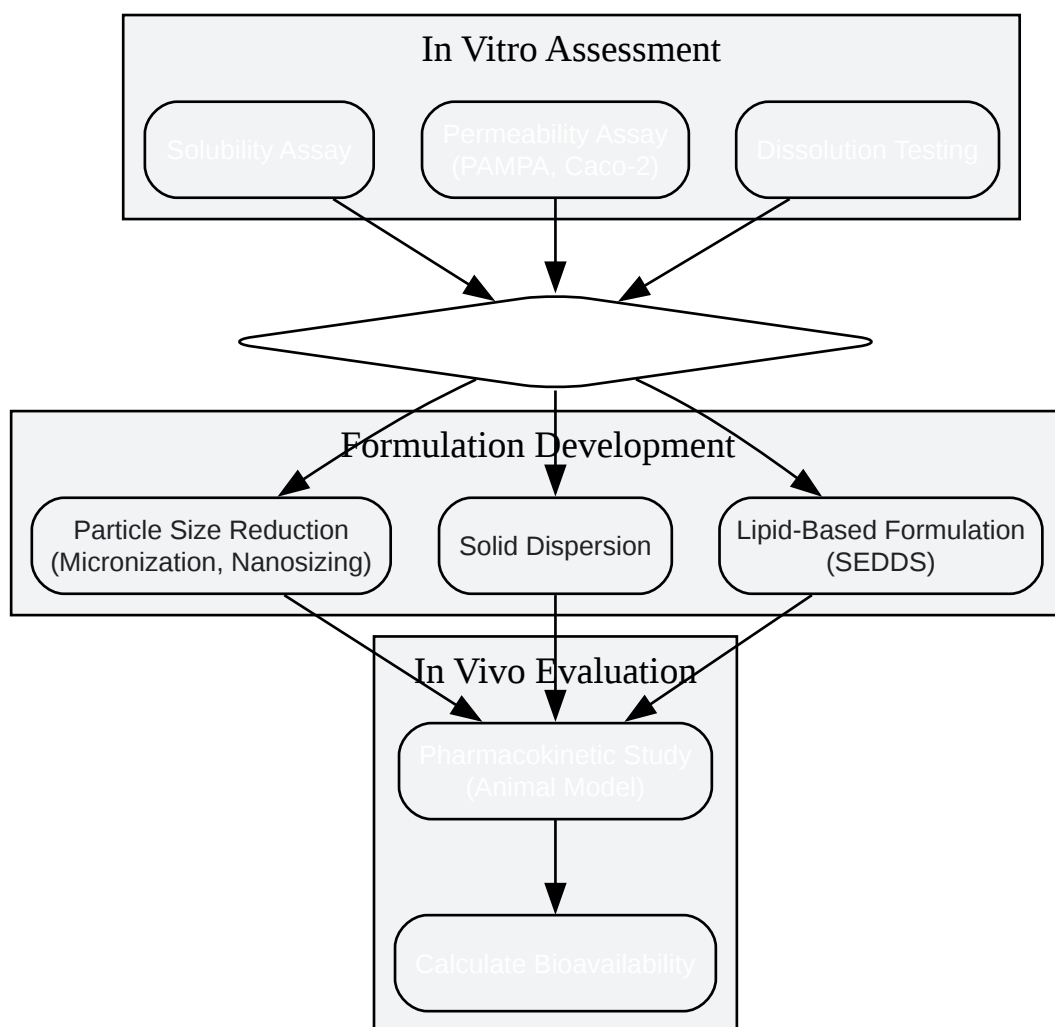 In Vitro Assessment
Solubility Assay
Permeability Assay
(PAMPA, Caco-2)
Dissolution Testing
Formulation Development
Particle Size Reduction
(Micronization, Nanosizing)
Solid Dispersion
Lipid-Based Formulation
(SEDDS)
In Vivo Evaluation
Pharmacokinetic Study
(Animal Model)
Calculate Bioavailability